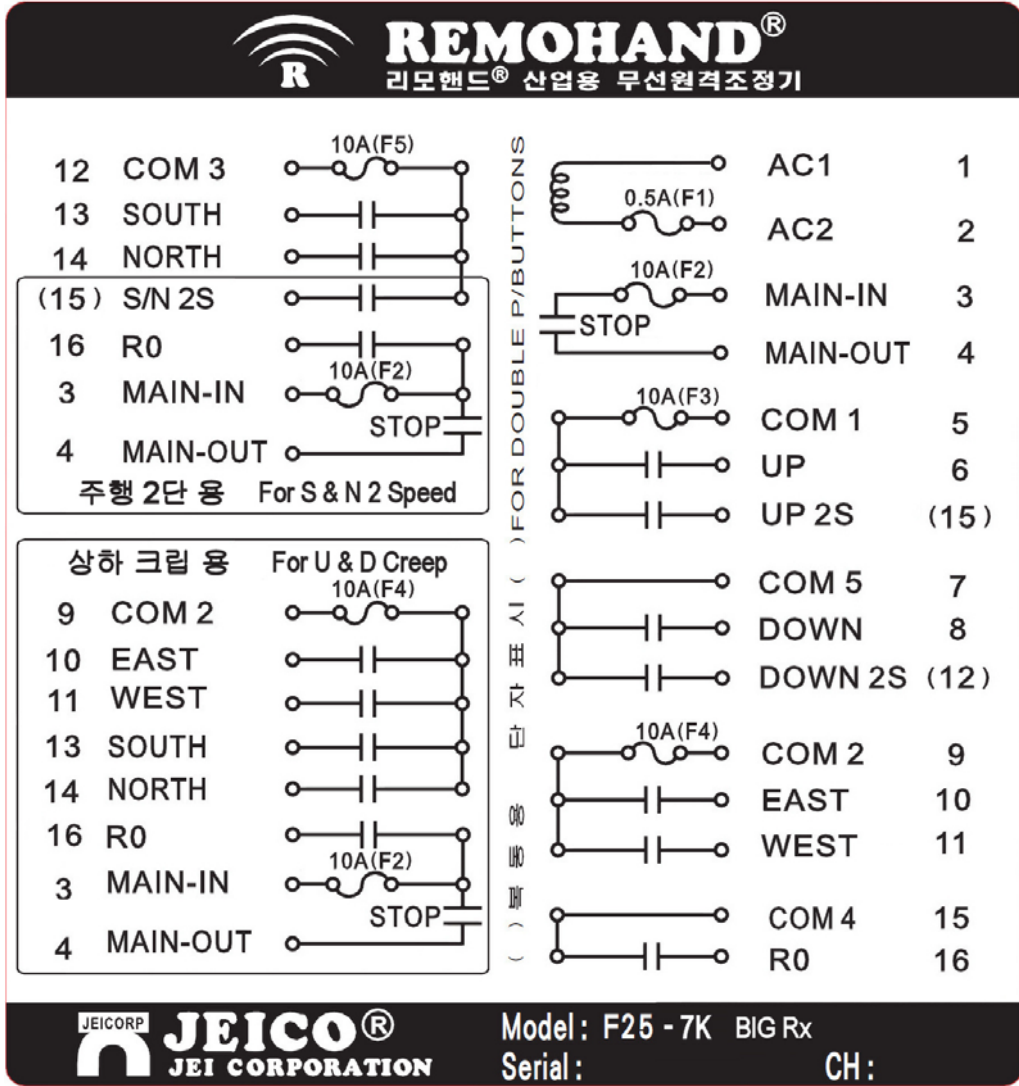 R
REMOHAND®
리모핸드® 산업용 무선원격조정기
10A(F5)
12 COM 3
13 SOUTH
14 NORTH
(15) S/N 2S
16 R0
10A(F2)
3 MAIN-IN
STOP
4 MAIN-OUT
주행 2단 용 For S & N 2 Speed
상하 크립 용 For U & D Creep
10A(F4)
9 COM 2
10 EAST
11 WEST
13 SOUTH
14 NORTH
16 R0
10A(F2)
3 MAIN-IN
STOP
4 MAIN-OUT
(FOR DOUBLE P/BUTTONS
AC1 1
0.5A(F1)
AC2 2
10A(F2)
MAIN-IN 3
STOP
MAIN-OUT 4
10A(F3)
COM 1 5
UP 6
UP 2S (15)
COM 5 7
DOWN 8
DOWN 2S (12)
10A(F4)
COM 2 9
EAST 10
WEST 11
COM 4 15
R0 16
JEICORP
JEICO®
JEI CORPORATION
Model : F25 - 7K BIG Rx
Serial : CH :